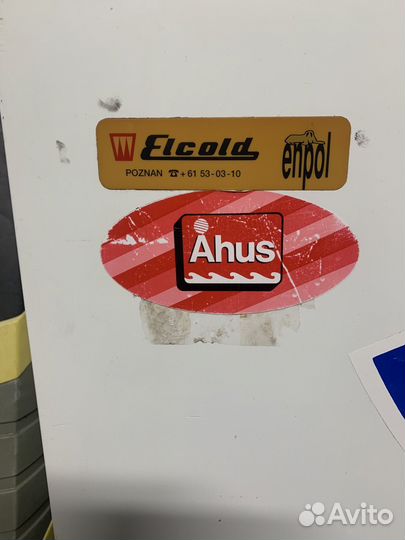 Elcold
enpol
POZNAN ☎ + 61 53-03-10
Åhus
Avito